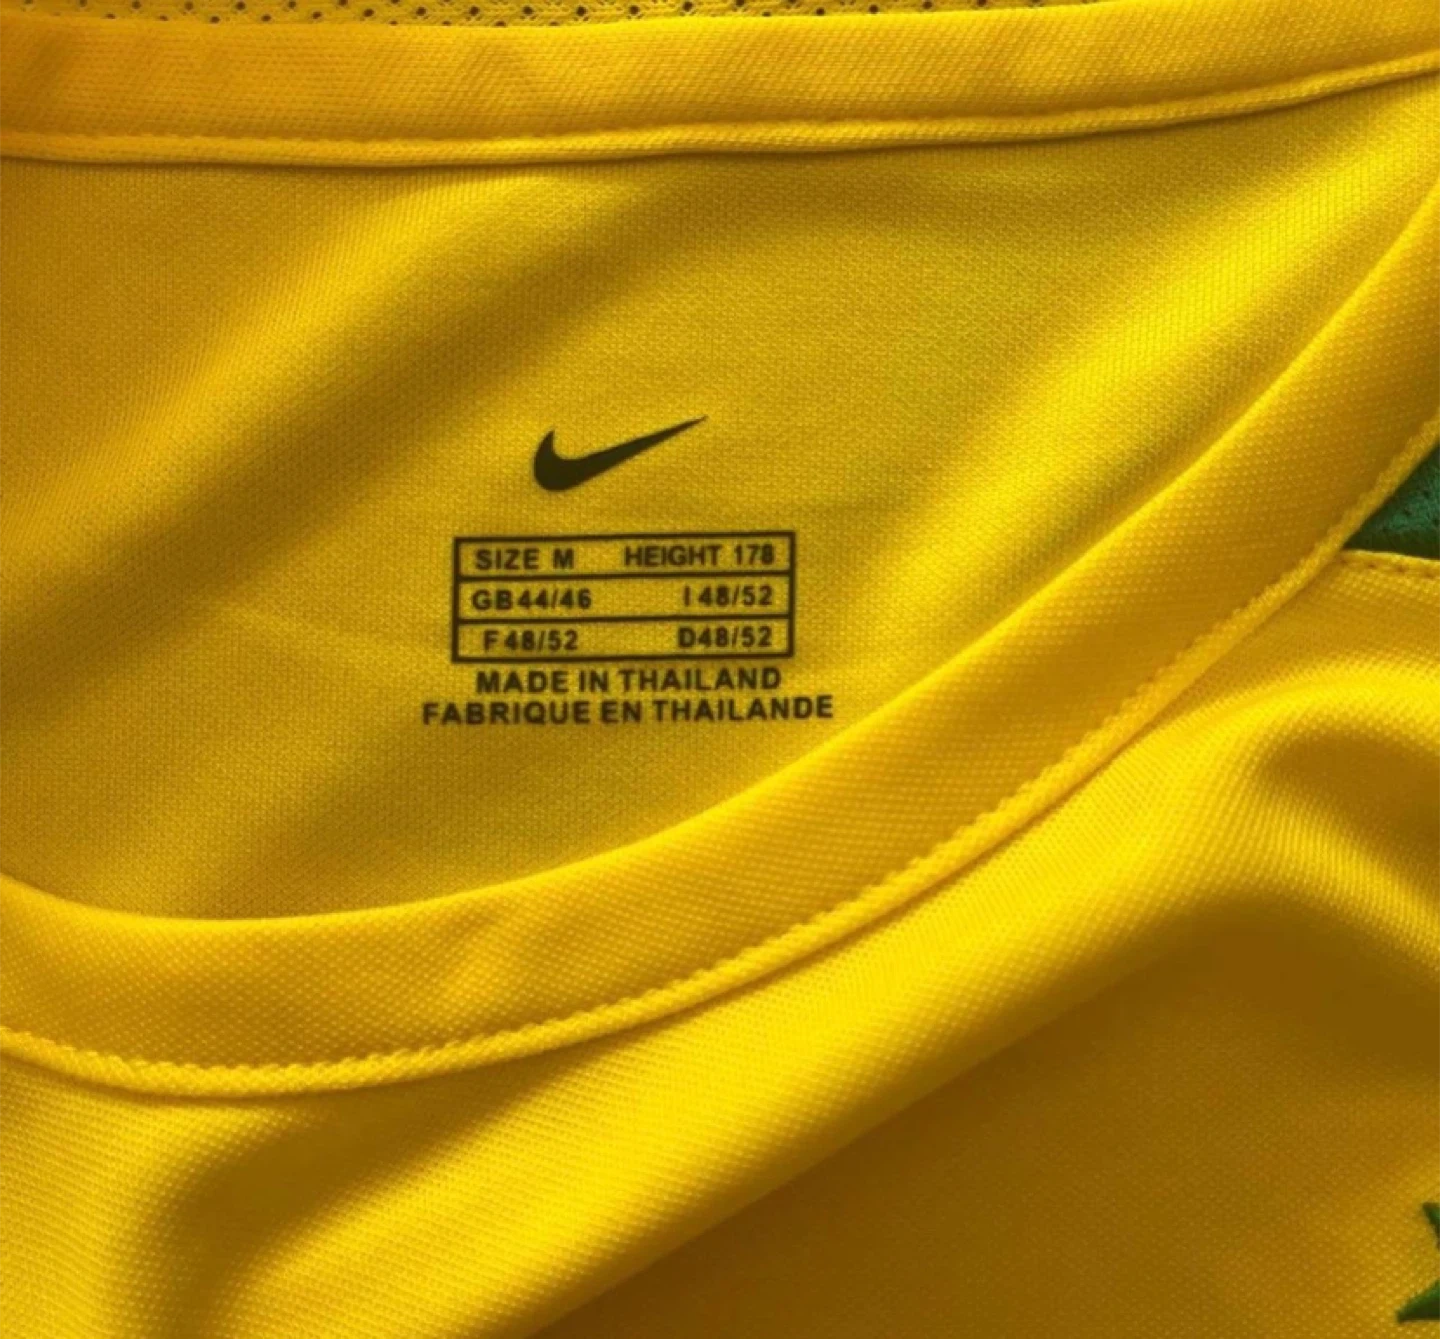 SIZE M HEIGHT 178
GB44/46 I 48/52
F48/52 D48/52
MADE IN THAILAND
FABRIQUE EN THAILANDE